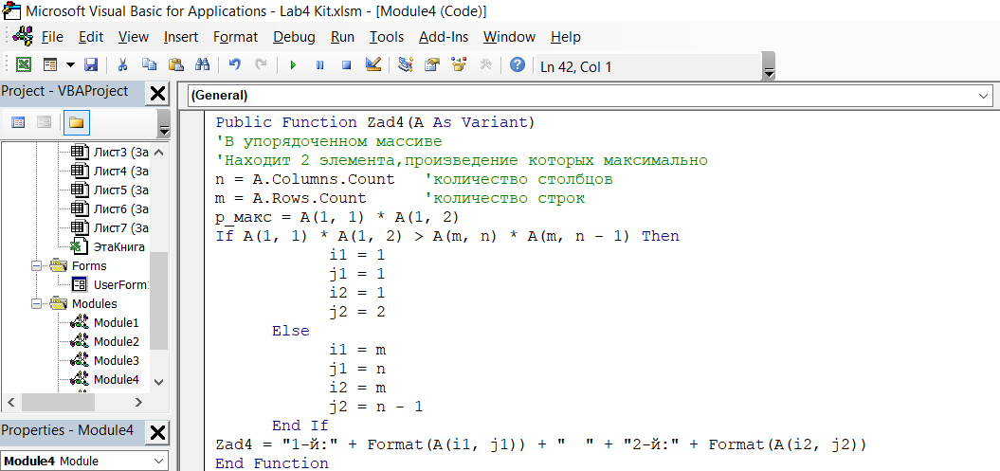 Microsoft Visual Basic for Applications - Lab4 Kit.xlsm - [Module4 (Code)]
File Edit View Insert Format Debug Run Tools Add-Ins Window Help
Ln 42, Col 1
Project - VBAProject
Лист3 (За
Лист4 (За
Лист5 (За
Лист6 (За
Лист7 (За
ЭтаКнига
Forms
UserForm1
Modules
Module1
Module2
Module3
Module4
Properties - Module4
Module4 Module
(General)
Public Function Zad4(A As Variant)
'В упорядоченном массиве
'Находит 2 элемента,произведение которых максимально
n = A.Columns.Count 'количество столбцов
m = A.Rows.Count 'количество строк
p_макс = A(1, 1) * A(1, 2)
If A(1, 1) * A(1, 2) > A(m, n) * A(m, n - 1) Then
i1 = 1
j1 = 1
i2 = 1
j2 = 2
Else
i1 = m
j1 = n
i2 = m
j2 = n - 1
End If
Zad4 = "1-й:" + Format(A(i1, j1)) + "  " + "2-й:" + Format(A(i2, j2))
End Function